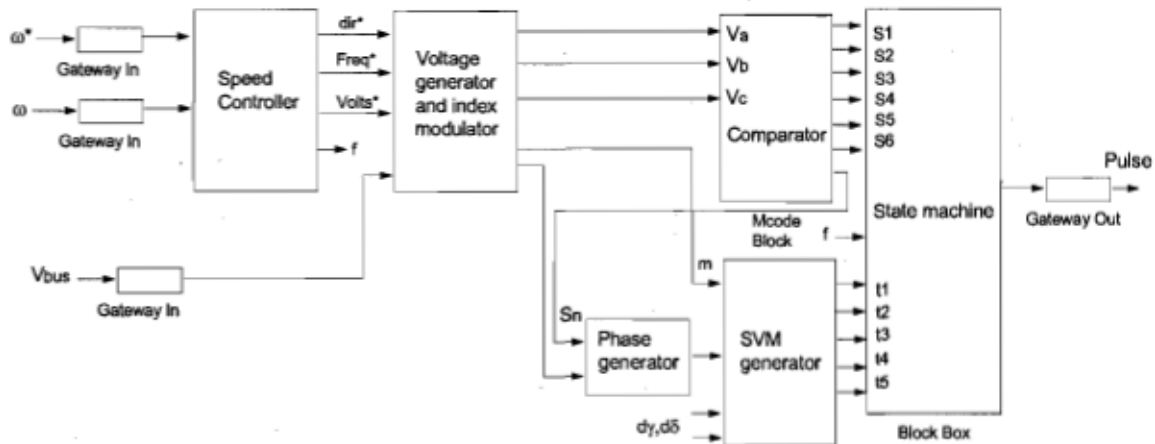 ω*
Gateway In
ω
Gateway In
Speed
Controller
dir*
Freq*
Volts*
f
Voltage
generator
and index
modulator
Va
Vb
Vc
Comparator
Mcode
Block
S1
S2
S3
S4
S5
S6
State machine
f
t1
t2
t3
t4
t5
Block Box
Pulse
Gateway Out
Vbus
Gateway In
m
Sn
Phase
generator
SVM
generator
dγ,dδ